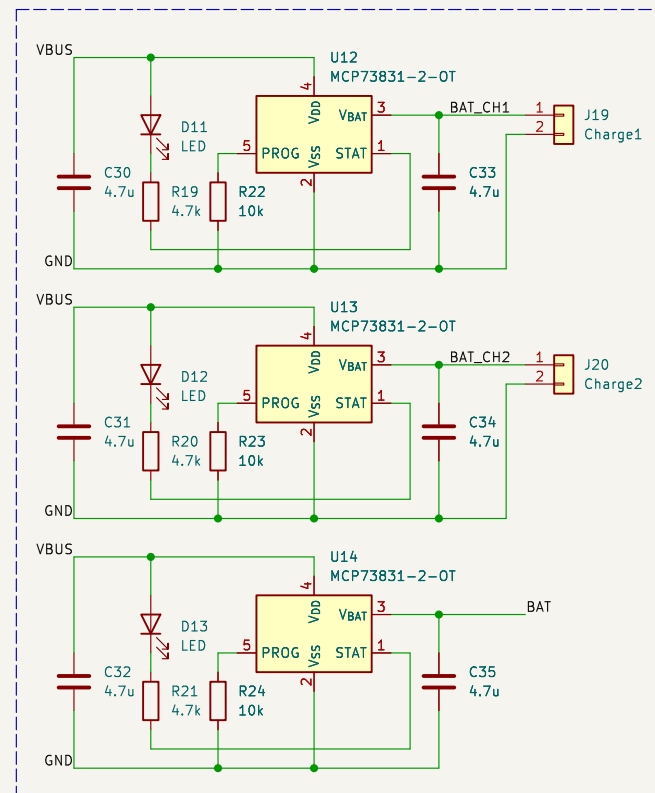 VBUS
U12
MCP73831-2-OT
4
VDD
D11
LED
VBAT
3
BAT_CH1
1
2
J19
Charge1
5
PROG
VSS
STAT
1
2
C30
4.7u
R19
4.7k
R22
10k
C33
4.7u
GND
VBUS
U13
MCP73831-2-OT
4
VDD
D12
LED
VBAT
3
BAT_CH2
1
2
J20
Charge2
5
PROG
VSS
STAT
1
2
C31
4.7u
R20
4.7k
R23
10k
C34
4.7u
GND
VBUS
U14
MCP73831-2-OT
4
VDD
D13
LED
VBAT
3
BAT
5
PROG
VSS
STAT
1
2
C32
4.7u
R21
4.7k
R24
10k
C35
4.7u
GND